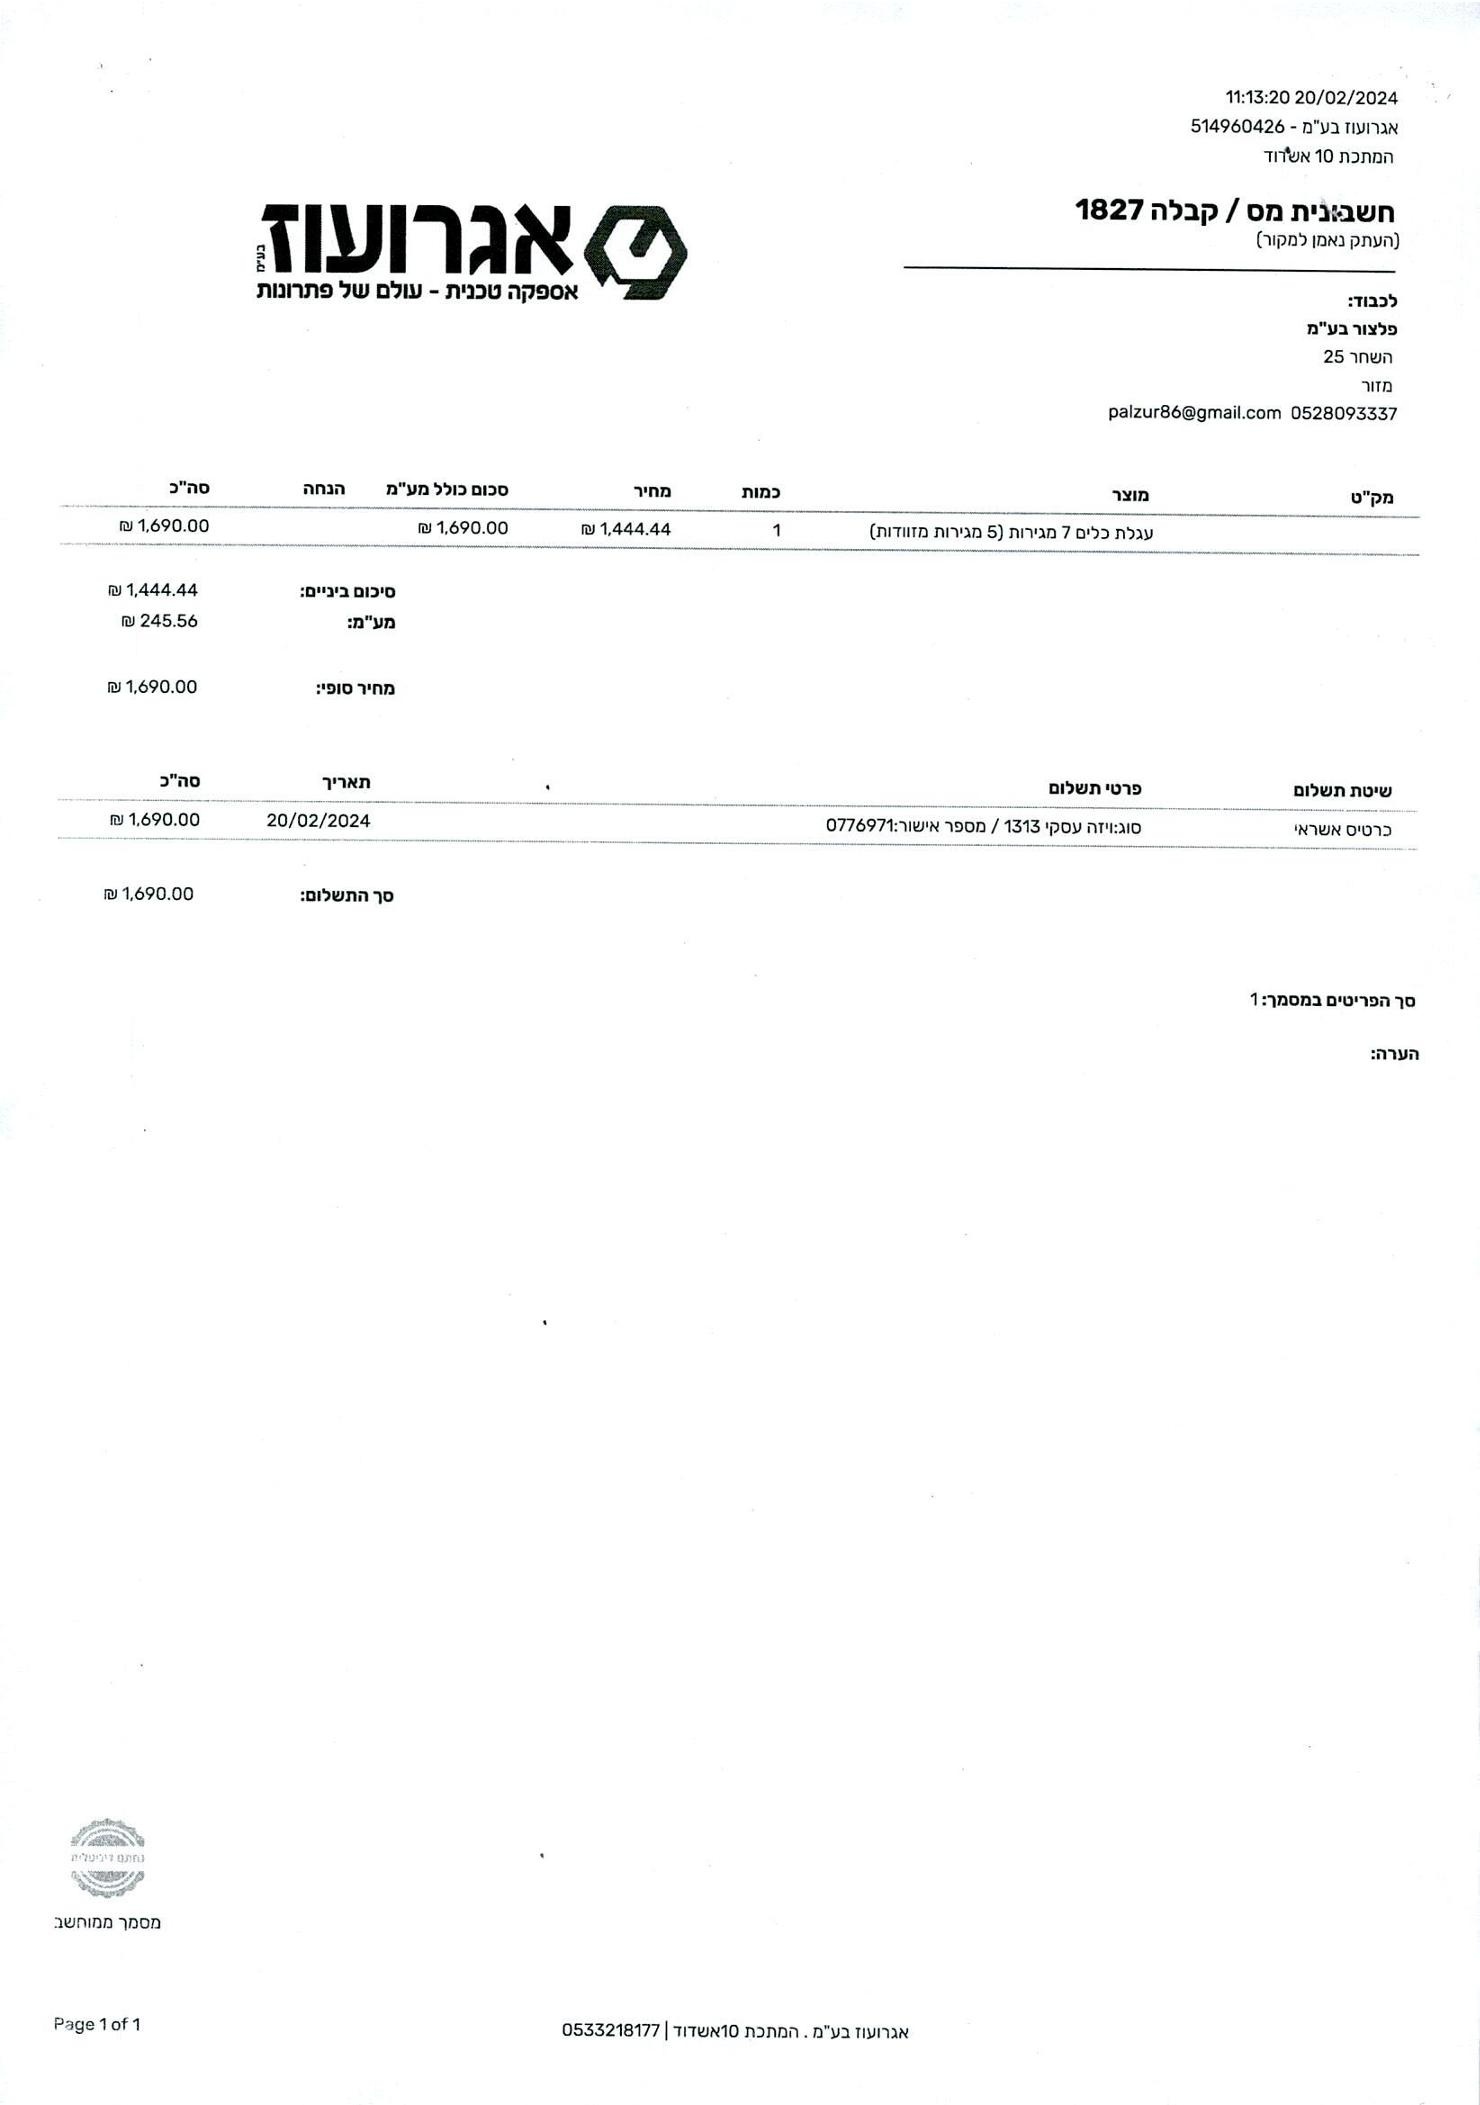 11:13:20 20/02/2024
אגרועוז בע"מ - 514960426
המתכת 10 אשדוד
חשבונית מס / קבלה 1827
(העתק נאמן למקור)
אגרועוז בע"מ
אספקה טכנית - עולם של פתרונות
לכבוד:
פלצור בע"מ
השחר 25
מזור
palzur86@gmail.com 0528093337
מק"ט מוצר כמות מחיר סכום כולל מע"מ הנחה סה"כ
עגלת כלים 7 מגירות (5 מגירות מזוודות) 1 1,444.44 ₪ 1,690.00 ₪ 1,690.00 ₪
סיכום ביניים: 1,444.44 ₪
מע"מ: 245.56 ₪
מחיר סופי: 1,690.00 ₪
שיטת תשלום פרטי תשלום תאריך סה"כ
כרטיס אשראי סוג:ויזה עסקי 1313 / מספר אישור:0776971 20/02/2024 1,690.00 ₪
סך התשלום: 1,690.00 ₪
סך הפריטים במסמך: 1
הערה:
נחתם דיגיטלית
מסמך ממוחשב
אגרועוז בע"מ . המתכת 10אשדוד | 0533218177
Page 1 of 1